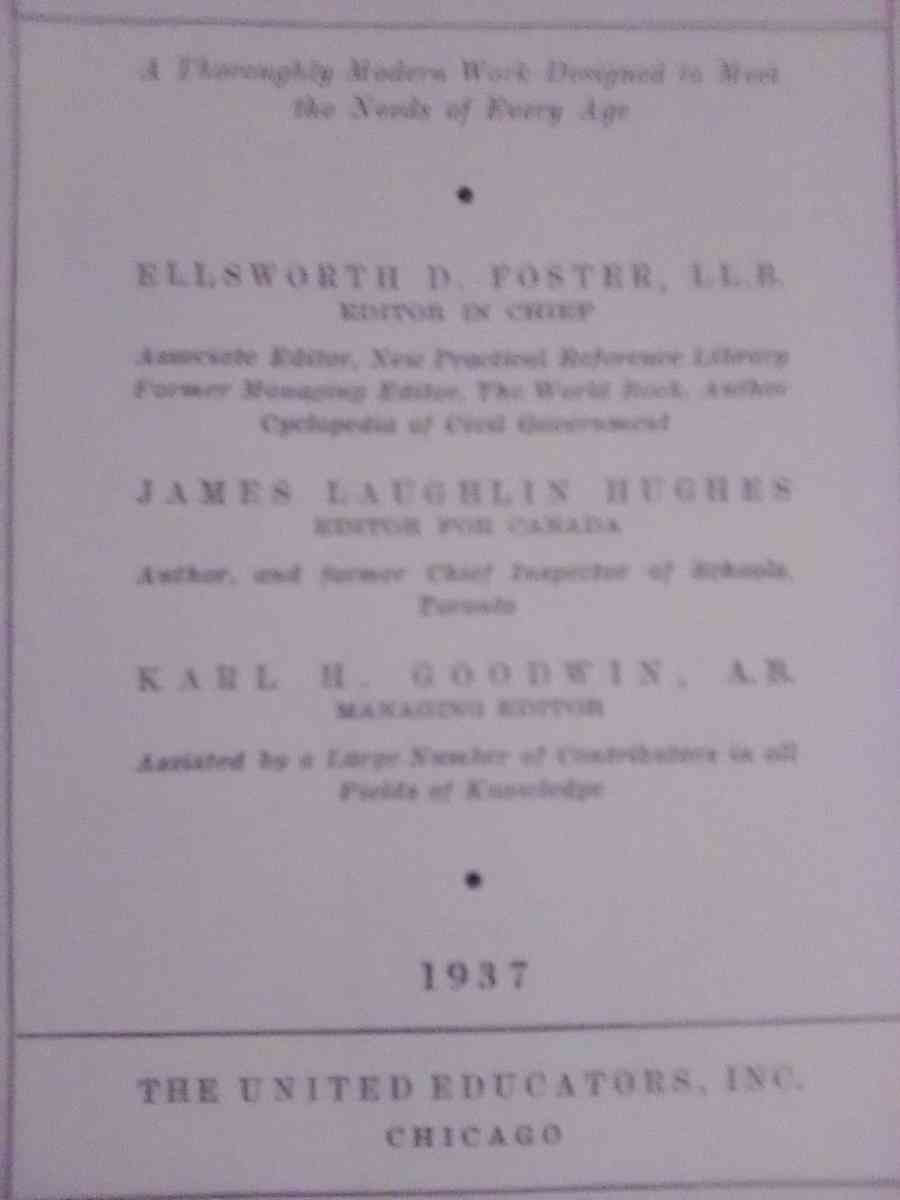 A Thoroughly Modern Work Designed to Meet
the Needs of Every Age
ELLSWORTH D. FOSTER, LL.B.
EDITOR IN CHIEF
Associate Editor, New Practical Reference Library
Former Managing Editor, The World Book, Author
Cyclopedia of Civil Government
JAMES LAUGHLIN HUGHES
EDITOR FOR CANADA
Author, and former Chief Inspector of Schools,
Toronto
KARL H. GOODWIN, A.B.
MANAGING EDITOR
Assisted by a Large Number of Contributors in all
Fields of Knowledge
1937
THE UNITED EDUCATORS, INC.
CHICAGO